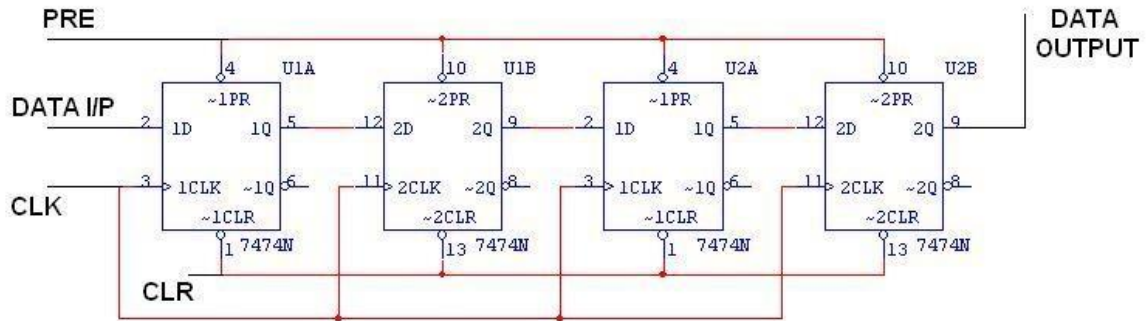 PRE
DATA
OUTPUT
4 U1A 10 U1B 4 U2A 10 U2B
~1PR ~2PR ~1PR ~2PR
DATA I/P
2 1D 1Q 5 12 2D 2Q 9 2 1D 1Q 5 12 2D 2Q 9
3 1CLK ~1Q 6 11 2CLK ~2Q 8 3 1CLK ~1Q 6 11 2CLK ~2Q 8
CLK
~1CLR ~2CLR ~1CLR ~2CLR
1 7474N 13 7474N 1 7474N 13 7474N
CLR